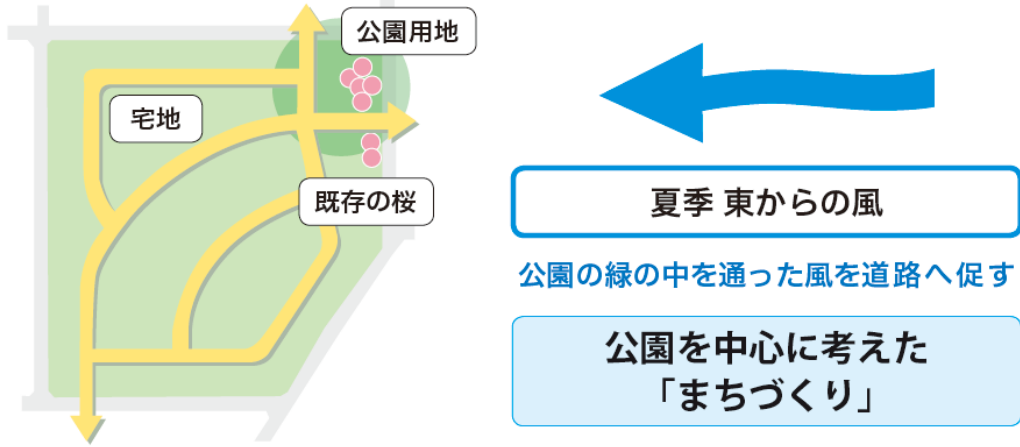 公園用地
宅地
既存の桜
夏季 東からの風
公園の緑の中を通った風を道路へ促す
公園を中心に考えた
「まちづくり」